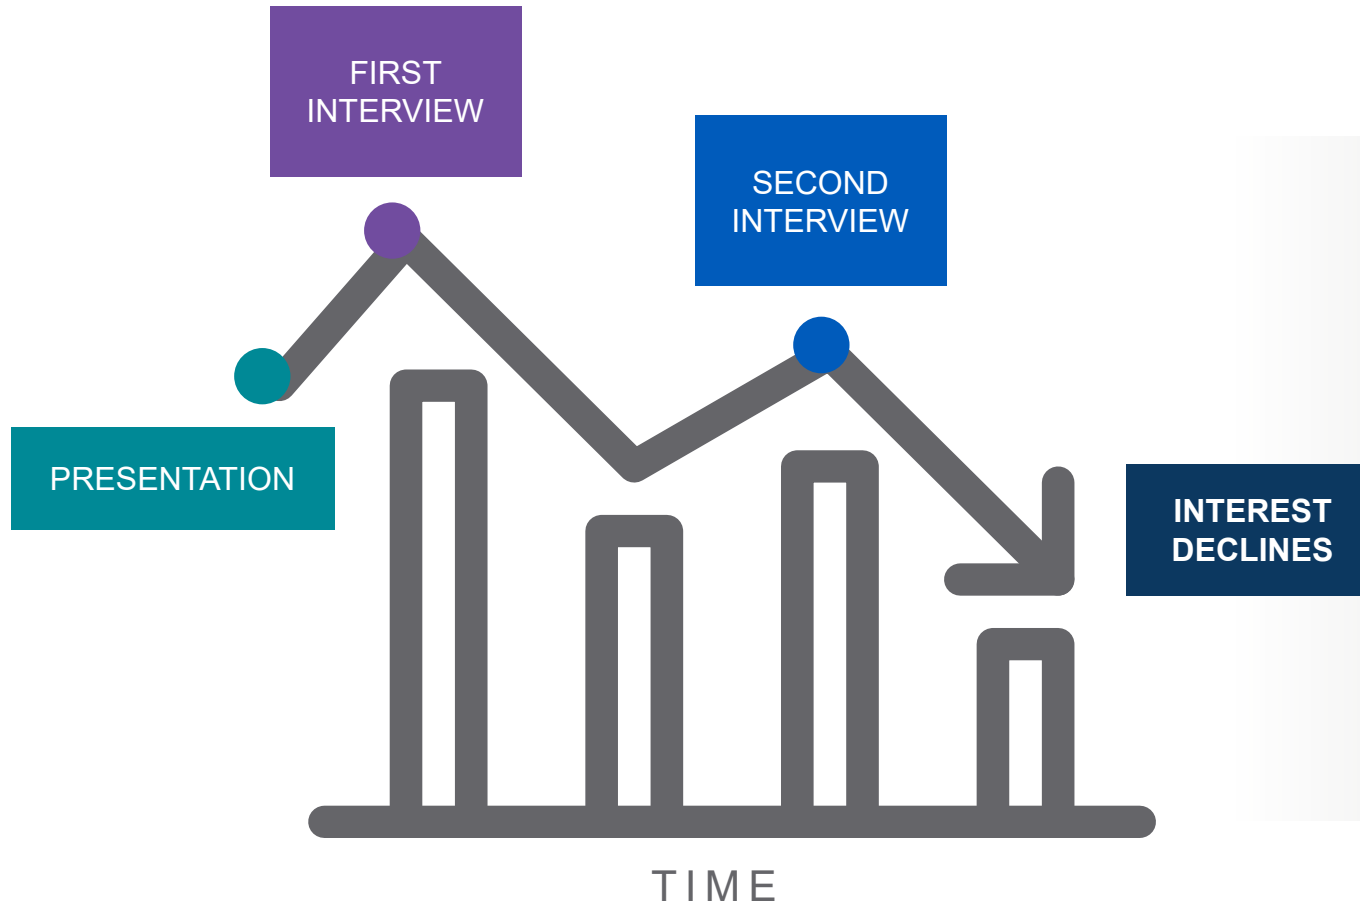 FIRST
INTERVIEW
SECOND
INTERVIEW
PRESENTATION
INTEREST
DECLINES
TIME